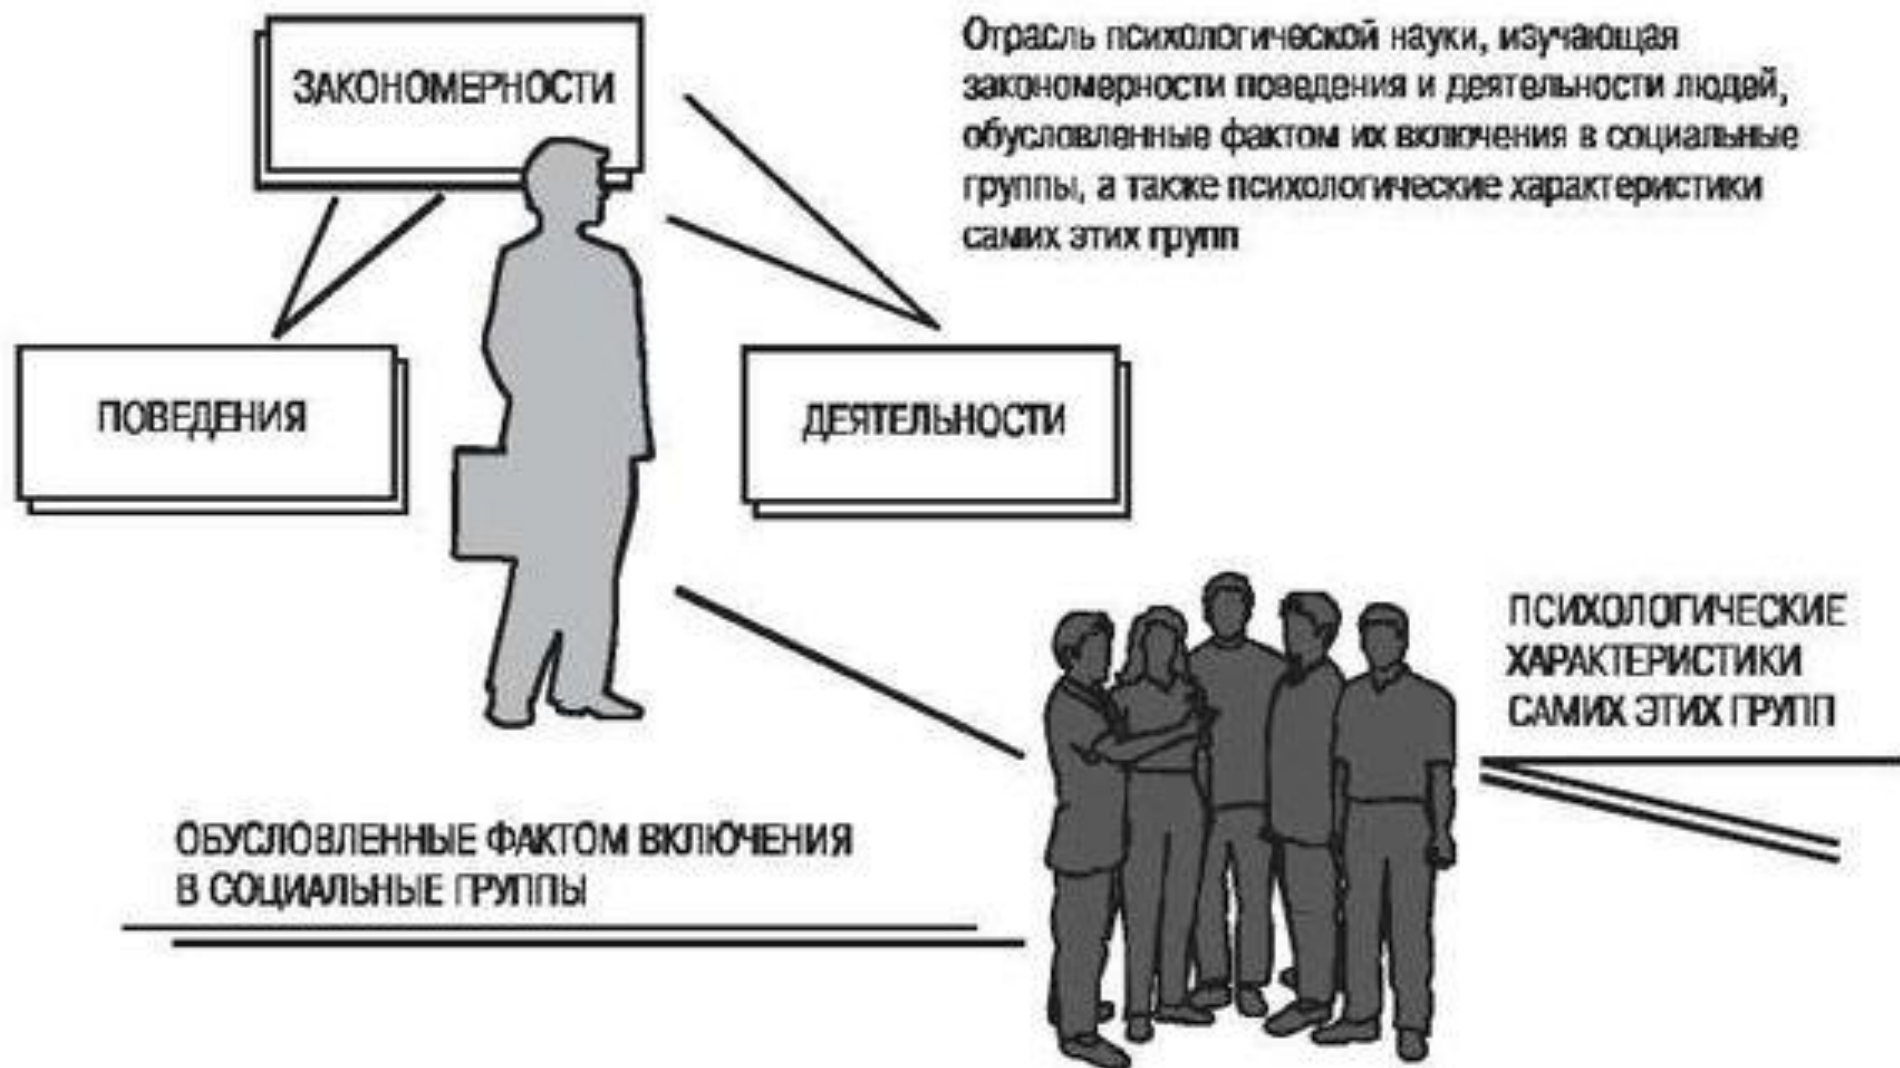 ЗАКОНОМЕРНОСТИ
Отрасль психологической науки, изучающая
закономерности поведения и деятельности людей,
обусловленные фактом их включения в социальные
группы, а также психологические характеристики
самих этих групп
ПОВЕДЕНИЯ
ДЕЯТЕЛЬНОСТИ
ПСИХОЛОГИЧЕСКИЕ
ХАРАКТЕРИСТИКИ
САМИХ ЭТИХ ГРУПП
ОБУСЛОВЛЕННЫЕ ФАКТОМ ВКЛЮЧЕНИЯ
В СОЦИАЛЬНЫЕ ГРУППЫ